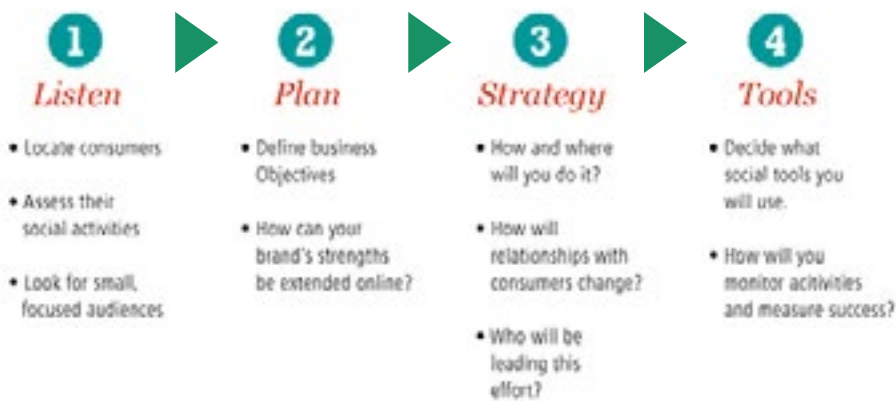 1
Listen
• Locate consumers
• Assess their
social activities
• Look for small,
focused audiences
2
Plan
• Define business
Objectives
• How can your
brand's strengths
be extended online?
3
Strategy
• How and where
will you do it?
• How will
relationships with
consumers change?
• Who will be
leading this
effort?
4
Tools
• Decide what
social tools you
will use.
• How will you
monitor acitivities
and measure success?